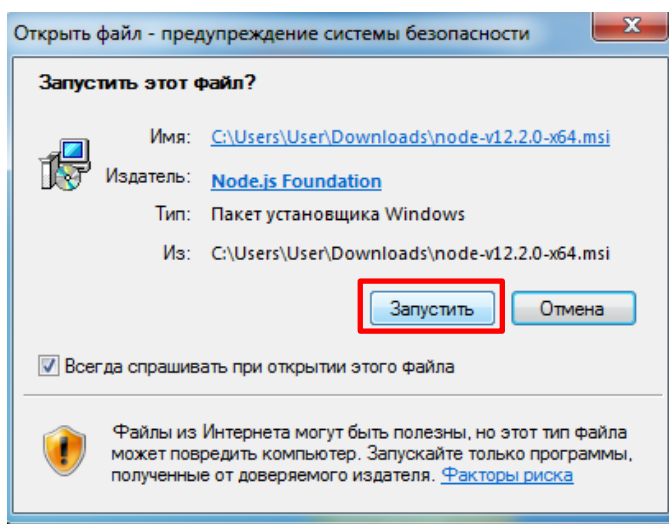 Открыть файл - предупреждение системы безопасности
Запустить этот файл?
Имя: C:\Users\User\Downloads\node-v12.2.0-x64.msi
Издатель: Node.js Foundation
Тип: Пакет установщика Windows
Из: C:\Users\User\Downloads\node-v12.2.0-x64.msi
Запустить Отмена
Всегда спрашивать при открытии этого файла
Файлы из Интернета могут быть полезны, но этот тип файла
может повредить компьютер. Запускайте только программы,
полученные от доверяемого издателя. Факторы риска